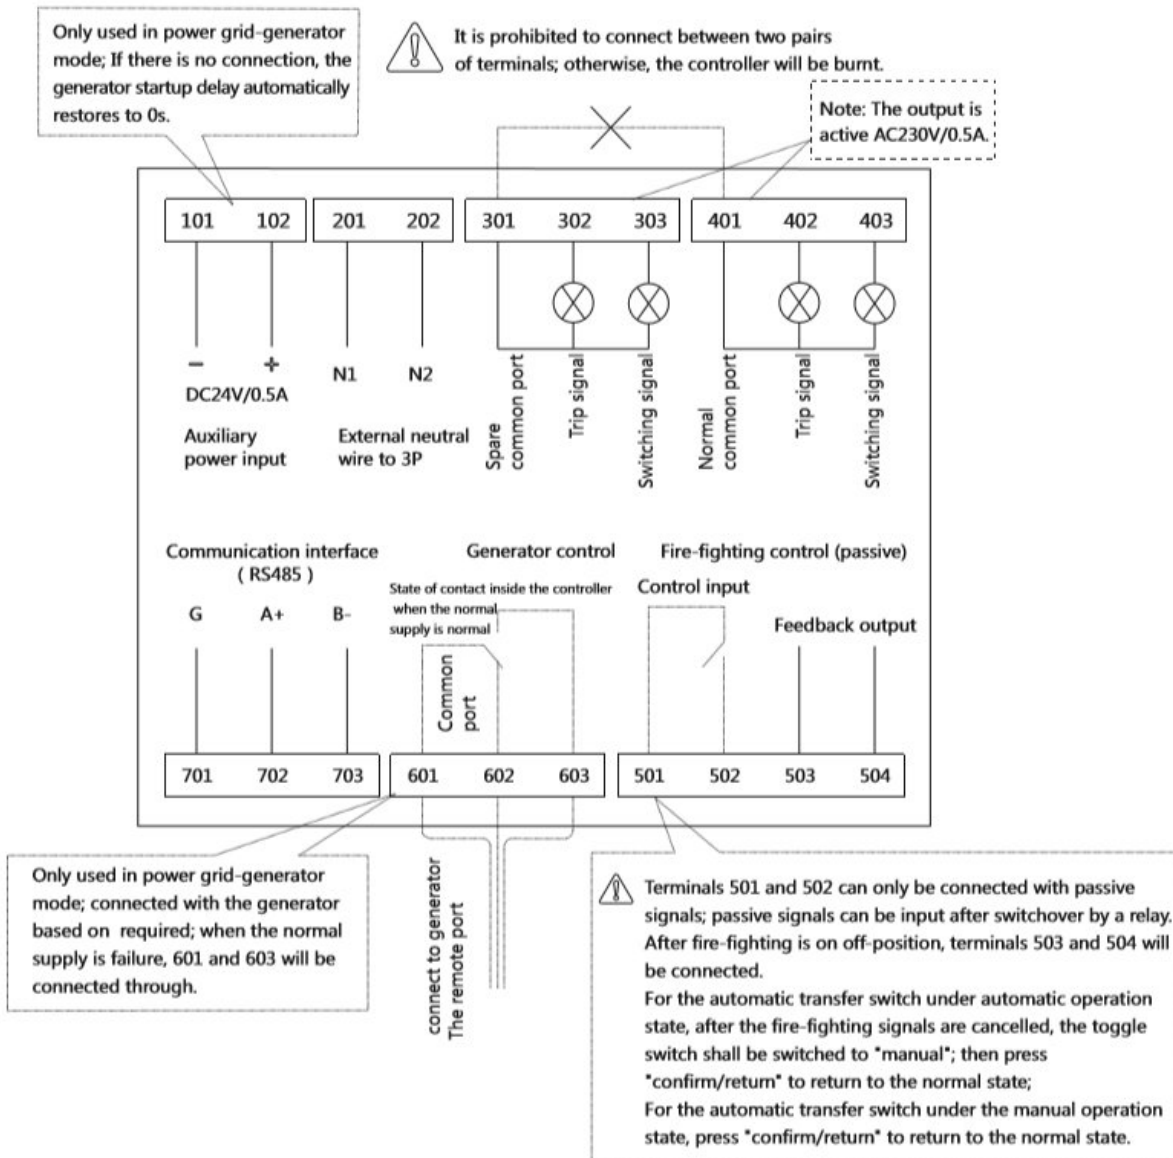 Only used in power grid-generator
mode; If there is no connection, the
generator startup delay automatically
restores to 0s.
It is prohibited to connect between two pairs
of terminals; otherwise, the controller will be burnt.
Note: The output is
active AC230V/0.5A.
101 102 201 202 301 302 303 401 402 403
− +
DC24V/0.5A
Auxiliary
power input
N1 N2
External neutral
wire to 3P
Spare
common port
Trip signal
Switching signal
Normal
common port
Trip signal
Switching signal
Communication interface
( RS485 )
G A+ B-
Generator control
State of contact inside the controller
when the normal
supply is normal
Common
port
Fire-fighting control (passive)
Control input
Feedback output
701 702 703 601 602 603 501 502 503 504
Only used in power grid-generator
mode; connected with the generator
based on required; when the normal
supply is failure, 601 and 603 will be
connected through.
connect to generator
The remote port
Terminals 501 and 502 can only be connected with passive
signals; passive signals can be input after switchover by a relay.
After fire-fighting is on off-position, terminals 503 and 504 will
be connected.
For the automatic transfer switch under automatic operation
state, after the fire-fighting signals are cancelled, the toggle
switch shall be switched to "manual"; then press
"confirm/return" to return to the normal state;
For the automatic transfer switch under the manual operation
state, press "confirm/return" to return to the normal state.